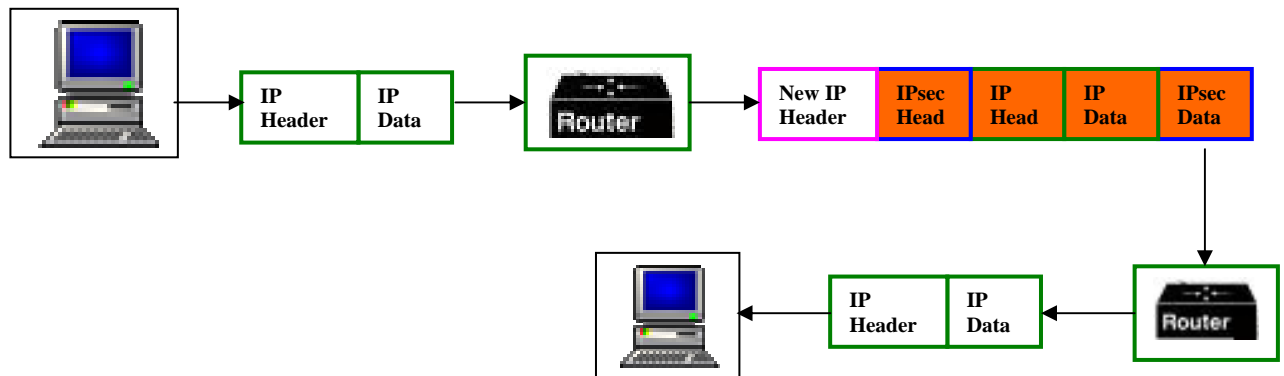 IP
Header
IP
Data
Router
New IP
Header
IPsec
Head
IP
Head
IP
Data
IPsec
Data
IP
Header
IP
Data
Router